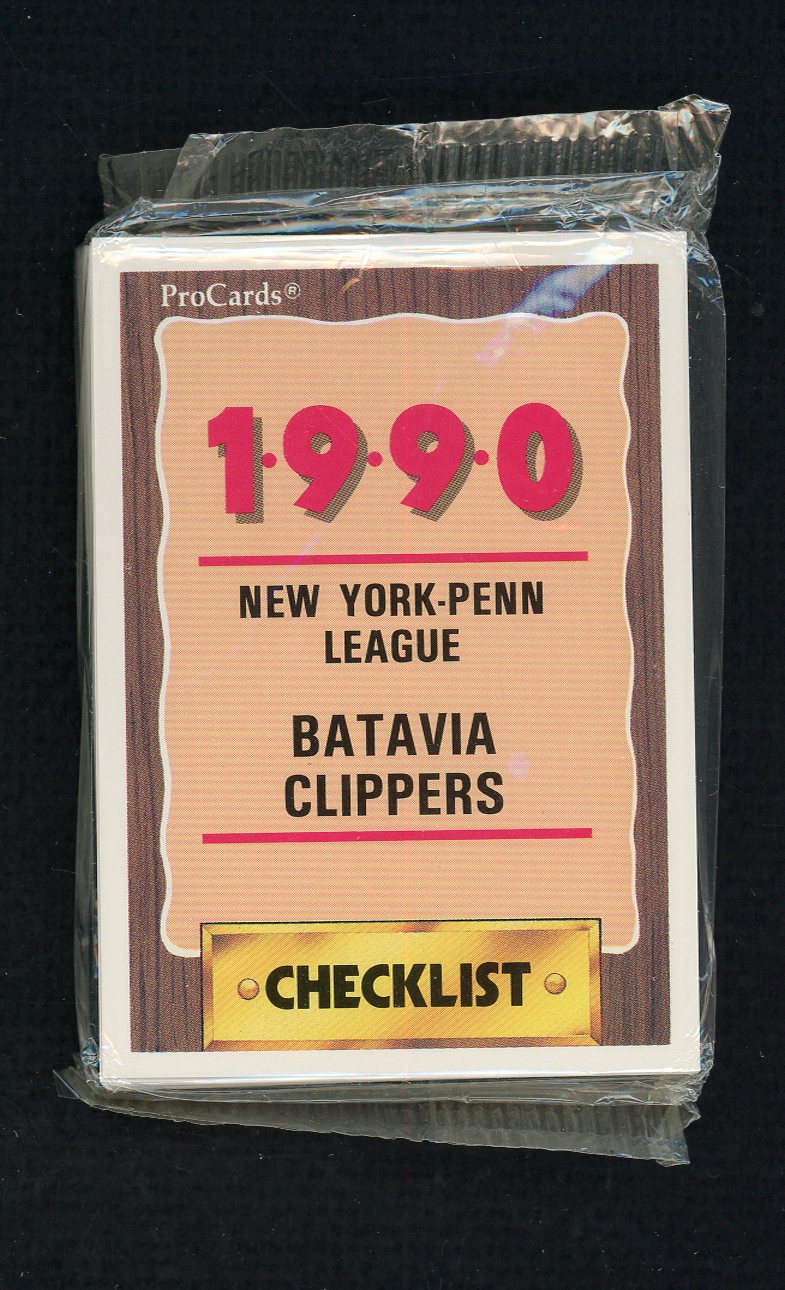 ProCards®
1·9·9·0
NEW YORK-PENN
LEAGUE
BATAVIA
CLIPPERS
CHECKLIST